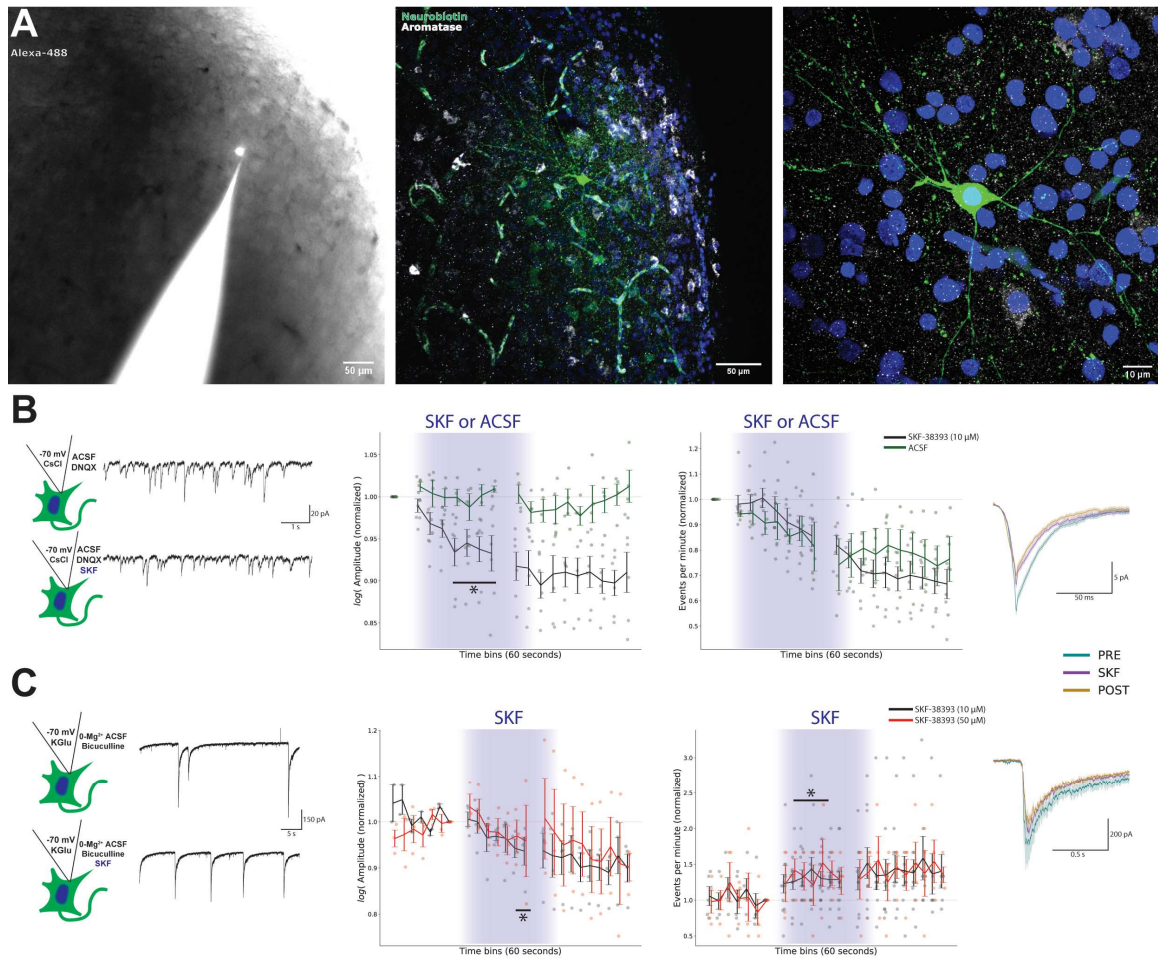 A
Alexa-488
50 μm
Neurobiotin
Aromatase
50 μm
10 μm
B
-70 mV
CsCl
ACSF
DNQX
20 pA
1 s
-70 mV
CsCl
ACSF
DNQX
SKF
SKF or ACSF
log( Amplitude (normalized) )
1.05
1.00
0.95
0.90
0.85
*
Time bins (60 seconds)
SKF or ACSF
SKF-38393 (10 μM)
ACSF
Events per minute (normalized)
1.2
1.1
1.0
0.9
0.8
0.7
0.6
0.5
Time bins (60 seconds)
5 pA
50 ms
PRE
SKF
POST
C
-70 mV
KGlu
0-Mg²⁺ ACSF
Bicuculline
150 pA
5 s
-70 mV
KGlu
0-Mg²⁺ ACSF
Bicuculline
SKF
SKF
log( Amplitude (normalized) )
1.2
1.1
1.0
0.9
0.8
*
Time bins (60 seconds)
SKF
SKF-38393 (10 μM)
SKF-38393 (50 μM)
Events per minute (normalized)
3.0
2.5
2.0
1.5
1.0
0.5
*
Time bins (60 seconds)
200 pA
0.5 s